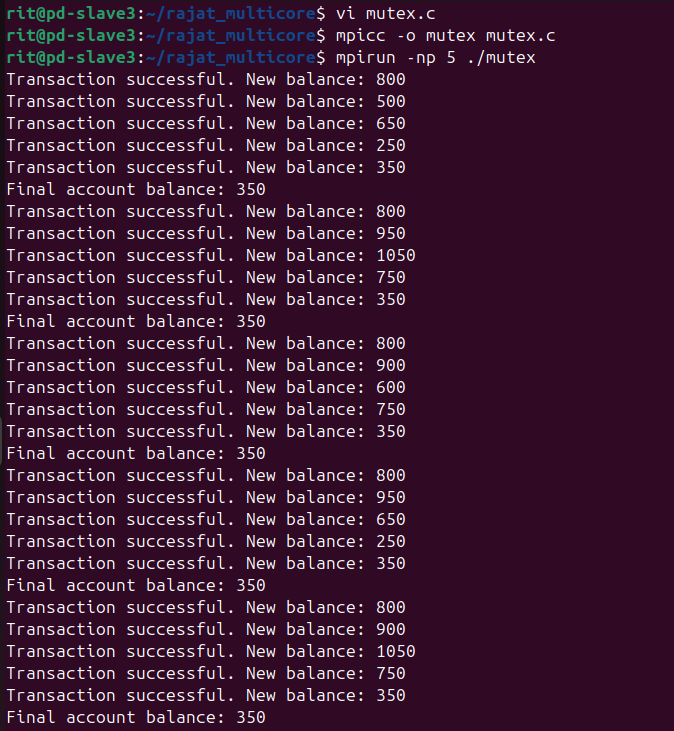 rit@pd-slave3:~/rajat_multicore$ vi mutex.c
rit@pd-slave3:~/rajat_multicore$ mpicc -o mutex mutex.c
rit@pd-slave3:~/rajat_multicore$ mpirun -np 5 ./mutex
Transaction successful. New balance: 800
Transaction successful. New balance: 500
Transaction successful. New balance: 650
Transaction successful. New balance: 250
Transaction successful. New balance: 350
Final account balance: 350
Transaction successful. New balance: 800
Transaction successful. New balance: 950
Transaction successful. New balance: 1050
Transaction successful. New balance: 750
Transaction successful. New balance: 350
Final account balance: 350
Transaction successful. New balance: 800
Transaction successful. New balance: 900
Transaction successful. New balance: 600
Transaction successful. New balance: 750
Transaction successful. New balance: 350
Final account balance: 350
Transaction successful. New balance: 800
Transaction successful. New balance: 950
Transaction successful. New balance: 650
Transaction successful. New balance: 250
Transaction successful. New balance: 350
Final account balance: 350
Transaction successful. New balance: 800
Transaction successful. New balance: 900
Transaction successful. New balance: 1050
Transaction successful. New balance: 750
Transaction successful. New balance: 350
Final account balance: 350